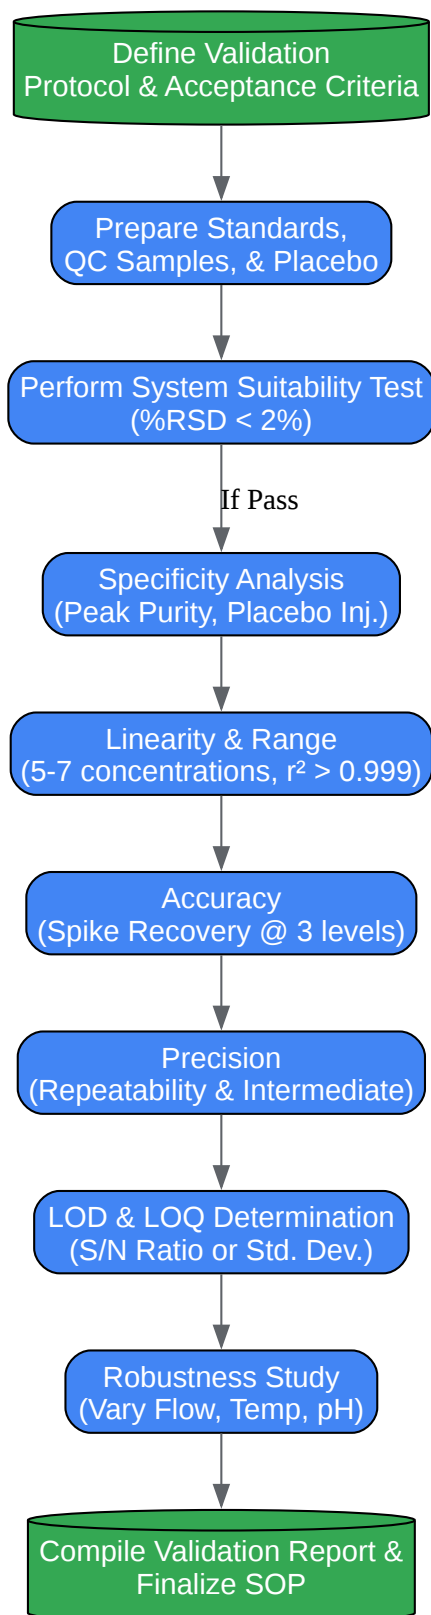 Define Validation
Protocol & Acceptance Criteria
Prepare Standards,
QC Samples, & Placebo
Perform System Suitability Test
(%RSD < 2%)
If Pass
Specificity Analysis
(Peak Purity, Placebo Inj.)
Linearity & Range
(5-7 concentrations, r² > 0.999)
Accuracy
(Spike Recovery @ 3 levels)
Precision
(Repeatability & Intermediate)
LOD & LOQ Determination
(S/N Ratio or Std. Dev.)
Robustness Study
(Vary Flow, Temp, pH)
Compile Validation Report &
Finalize SOP